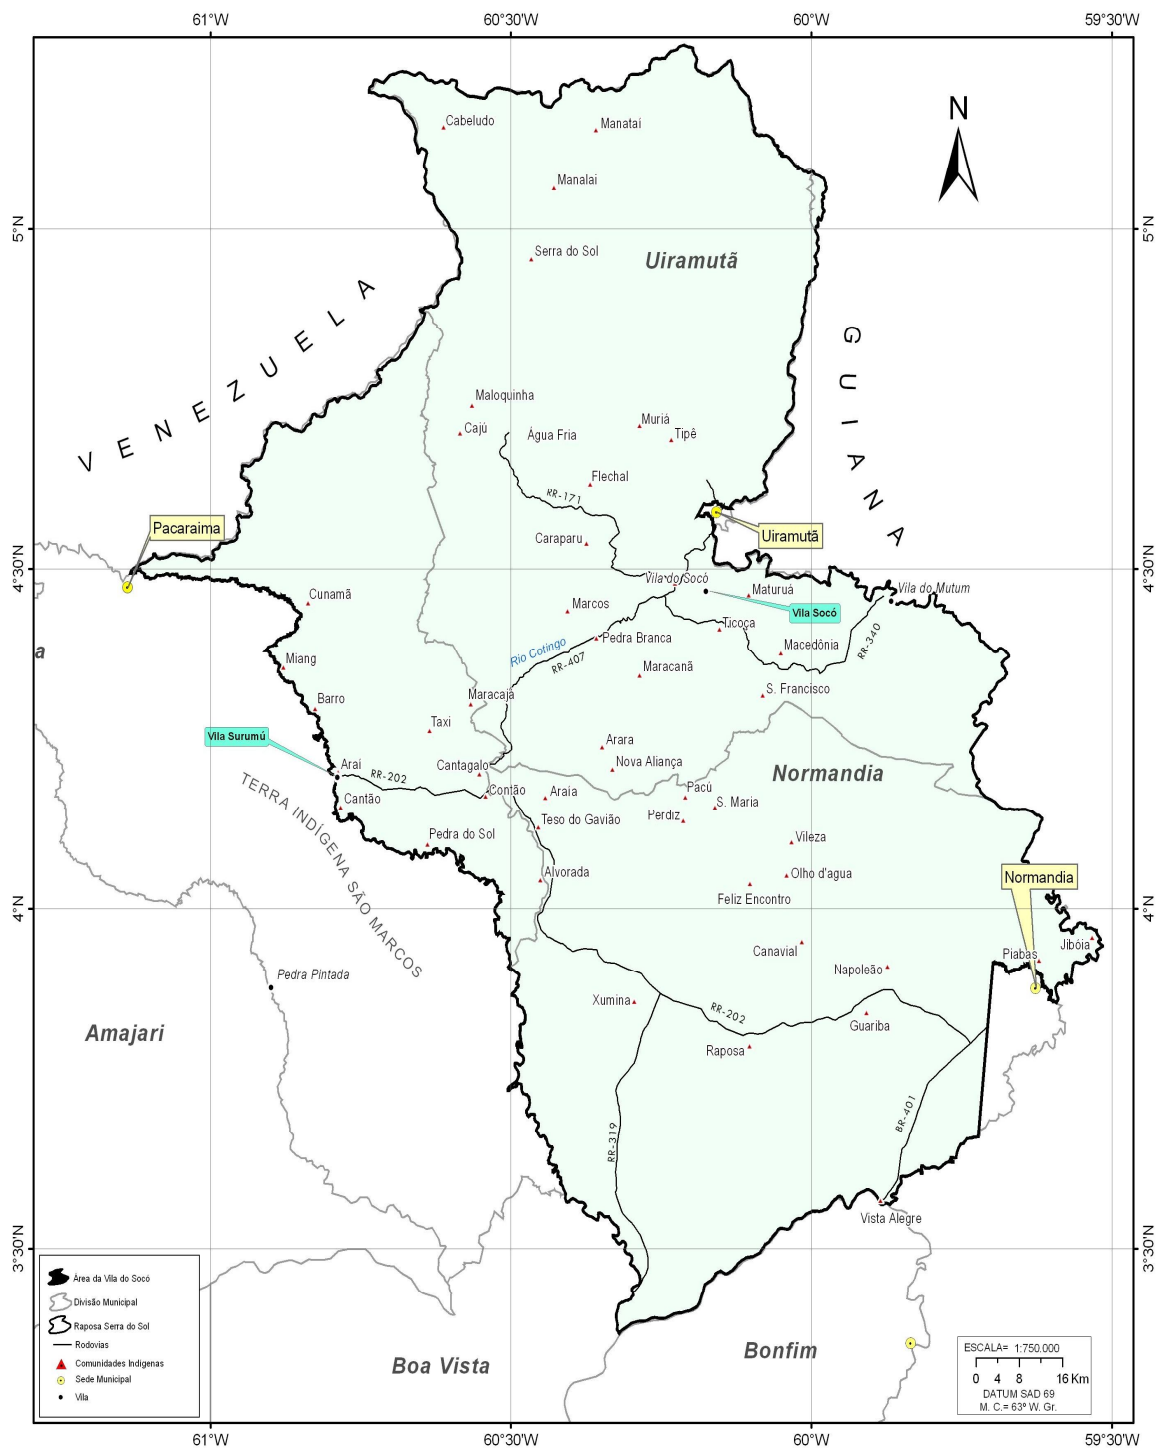 61°W
60°30'W
60°W
59°30'W
N
Cabeludo
Manataí
Manalai
5°N
5°N
Serra do Sol
Uiramutã
VENEZUELA
GUIANA
Maloquinha
Cajú
Água Fria
Muriá
Tipê
Flechal
RR-171
Pacaraima
Uiramutã
Caraparu
4°30'N
4°30'N
Vila do Socó
Maturuá
Vila do Mutum
Cunamã
Marcos
Vila Socó
Ticoça
Pedra Branca
Macedônia
RR-340
Rio Cotingo
RR-407
a
Miang
Maracanã
Barro
Maracajá
S. Francisco
Taxi
Vila Surumú
Arara
Nova Aliança
Araí
RR-202
Cantagalo
Normandia
TERRA INDÍGENA SÃO MARCOS
Cantão
Contão
Araia
Pacú
S. Maria
Perdiz
Teso do Gavião
Pedra do Sol
Vileza
Alvorada
Olho d'agua
Normandia
Feliz Encontro
4°N
4°N
Canavial
Jibóia
Piabas
Napoleão
Pedra Pintada
Xumina
RR-202
Guariba
Amajari
Raposa
RR-319
BR-401
Vista Alegre
3°30'N
3°30'N
Área da Vila do Socó
Divisão Municipal
Raposa Serra do Sol
Rodovias
Comunidades Indigenas
Sede Municipal
Vila
Boa Vista
Bonfim
ESCALA= 1:750.000
0 4 8 16 Km
DATUM SAD 69
M. C.= 63º W. Gr.
61°W
60°30'W
60°W
59°30'W